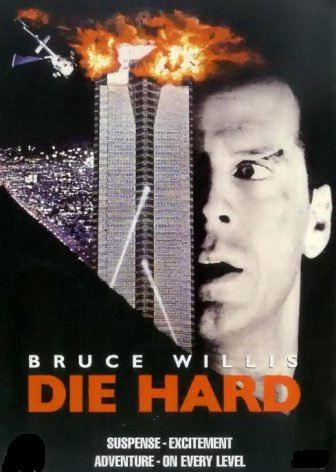 BRUCE WILLIS
DIE HARD
SUSPENSE - EXCITEMENT
ADVENTURE - ON EVERY LEVEL